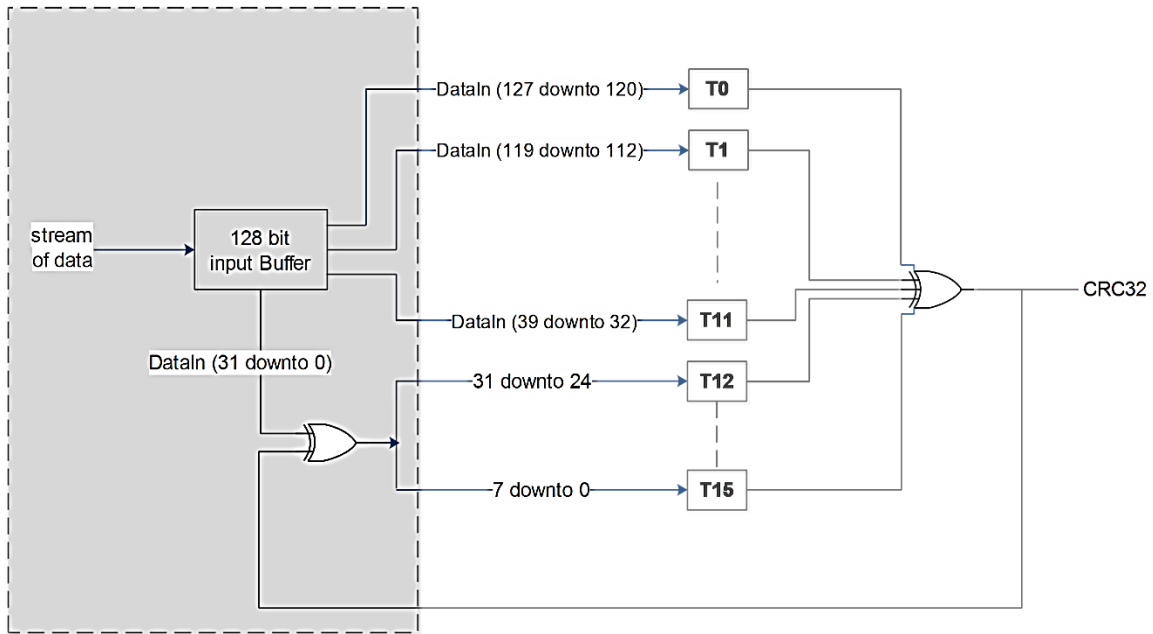 DataIn (127 downto 120)
T0
DataIn (119 downto 112)
T1
stream
of data
128 bit
input Buffer
CRC32
DataIn (39 downto 32)
T11
DataIn (31 downto 0)
31 downto 24
T12
7 downto 0
T15